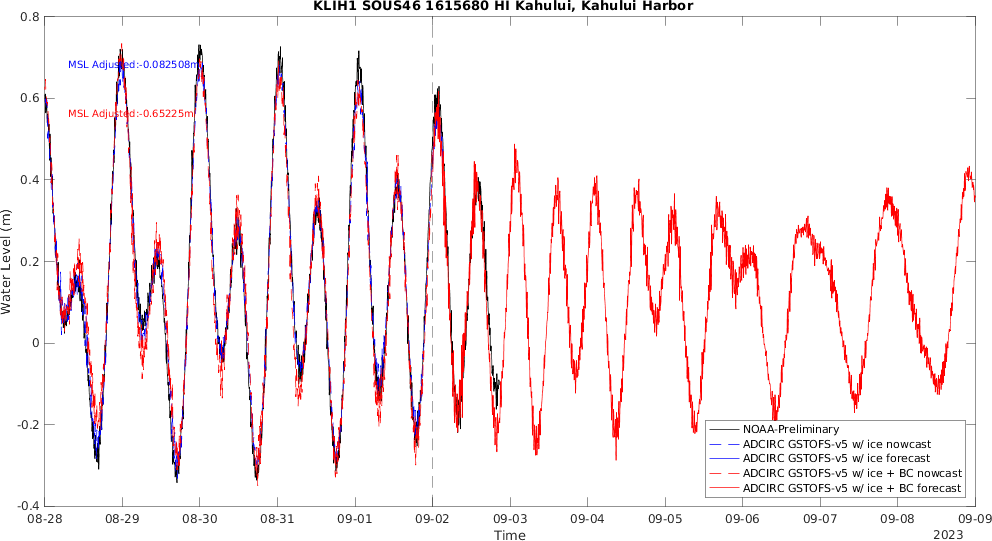 KLIH1 SOUS46 1615680 HI Kahului, Kahului Harbor
0.8
0.6
0.4
0.2
0
-0.2
-0.4
Water Level (m)
MSL Adjusted:-0.082508m
MSL Adjusted:-0.65225m
NOAA-Preliminary
ADCIRC GSTOFS-v5 w/ ice nowcast
ADCIRC GSTOFS-v5 w/ ice forecast
ADCIRC GSTOFS-v5 w/ ice + BC nowcast
ADCIRC GSTOFS-v5 w/ ice + BC forecast
08-28 08-29 08-30 08-31 09-01 09-02 09-03 09-04 09-05 09-06 09-07 09-08 09-09
Time
2023